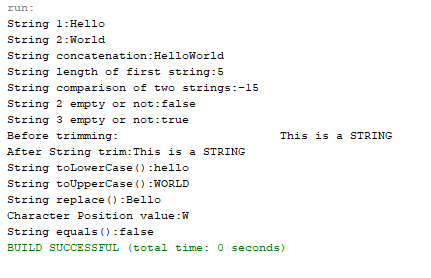 run:
String 1:Hello
String 2:World
String concatenation:HelloWorld
String length of first string:5
String comparison of two strings:-15
String 2 empty or not:false
String 3 empty or not:true
Before trimming:                        This is a STRING
After String trim:This is a STRING
String toLowerCase():hello
String toUpperCase():WORLD
String replace():Bello
Character Position value:W
String equals():false
BUILD SUCCESSFUL (total time: 0 seconds)